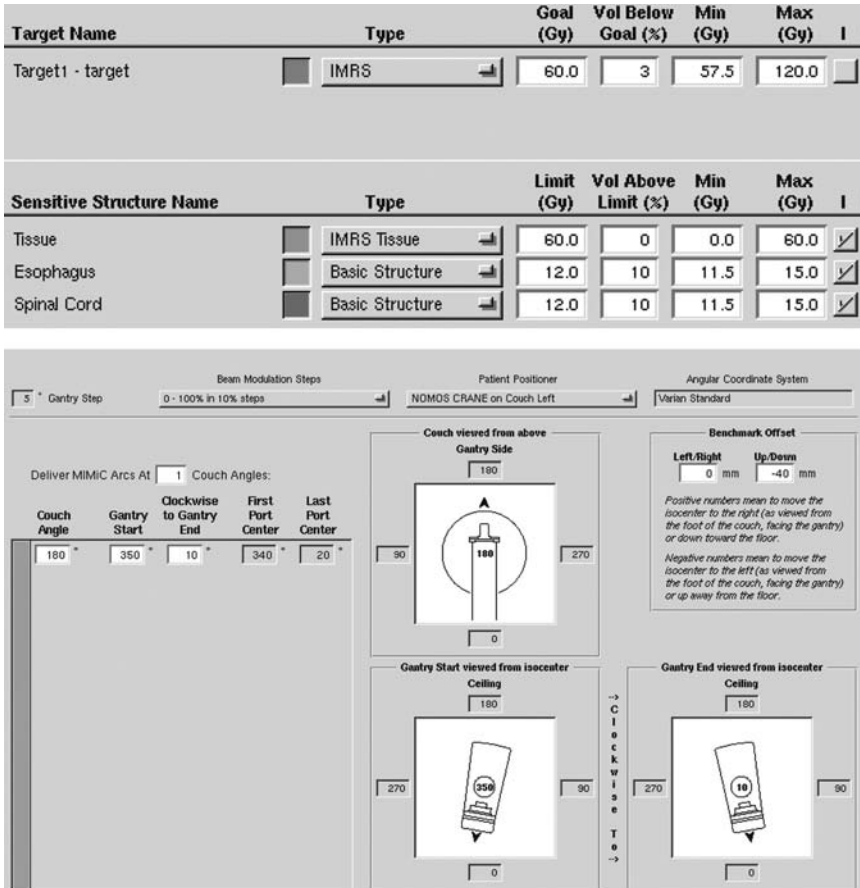 Target Name Type Goal (Gy) Vol Below Goal (%) Min (Gy) Max (Gy) I
Target1 - target IMRS 60.0 3 57.5 120.0
Sensitive Structure Name Type Limit (Gy) Vol Above Limit (%) Min (Gy) Max (Gy) I
Tissue IMRS Tissue 60.0 0 0.0 60.0
Esophagus Basic Structure 12.0 10 11.5 15.0
Spinal Cord Basic Structure 12.0 10 11.5 15.0
Beam Modulation Steps Patient Positioner Angular Coordinate System
5 ° Gantry Step 0 - 100% in 10% steps NOMOS CRANE on Couch Left Varian Standard
Deliver MIMiC Arcs At 1 Couch Angles:
Couch Angle Gantry Start Clockwise to Gantry End First Port Center Last Port Center
180 ° 350 ° 10 ° 340 ° 20 °
Couch viewed from above
Gantry Side
180
90 180 270
0
Benchmark Offset
Left/Right Up/Down
0 mm -40 mm
Positive numbers mean to move the
isocenter to the right (as viewed from
the foot of the couch, facing the gantry)
or down toward the floor.
Negative numbers mean to move the
isocenter to the left (as viewed from
the foot of the couch, facing the gantry)
or up away from the floor.
Gantry Start viewed from isocenter
Ceiling
180
270 350 90
0
-> Clockwise To ->
Gantry End viewed from isocenter
Ceiling
180
270 10 90
0